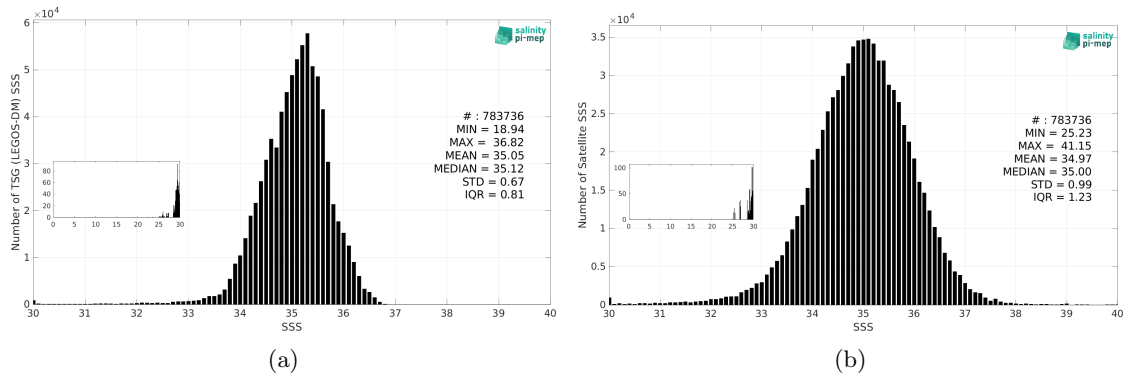 ×10⁴
6
5
4
3
2
1
0
Number of TSG (LEGOS-DM) SSS
salinity
pi-mep
# : 783736
MIN = 18.94
MAX = 36.82
MEAN = 35.05
MEDIAN = 35.12
STD = 0.67
IQR = 0.81
80
60
40
20
0
0 5 10 15 20 25 30
30 31 32 33 34 35 36 37 38 39 40
SSS
(a)
×10⁴
3.5
3
2.5
2
1.5
1
0.5
0
Number of Satellite SSS
salinity
pi-mep
# : 783736
MIN = 25.23
MAX = 41.15
MEAN = 34.97
MEDIAN = 35.00
STD = 0.99
IQR = 1.23
100
50
0
0 5 10 15 20 25 30
30 31 32 33 34 35 36 37 38 39 40
SSS
(b)